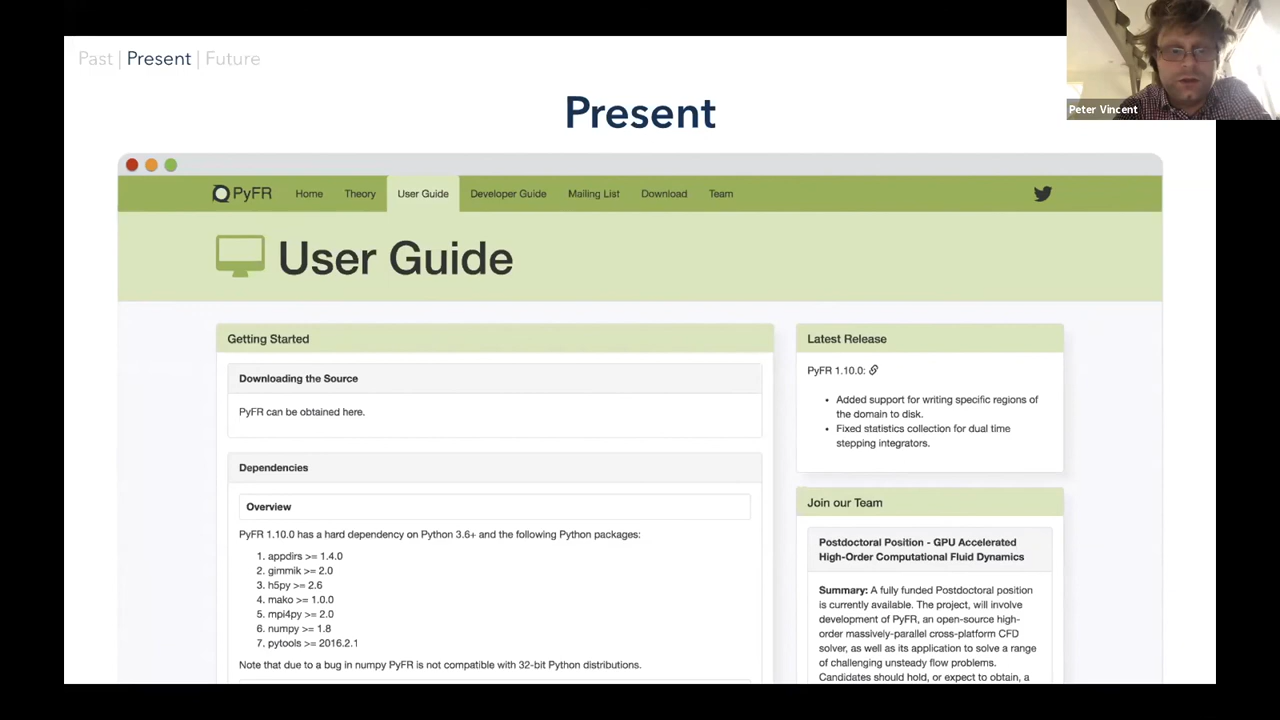 Past | Present | Future
Peter Vincent
Present
PyFR Home Theory User Guide Developer Guide Mailing List Download Team
User Guide
Getting Started
Downloading the Source
PyFR can be obtained here.
Dependencies
Overview
PyFR 1.10.0 has a hard dependency on Python 3.6+ and the following Python packages:
1. appdirs >= 1.4.0
2. gimmik >= 2.0
3. h5py >= 2.6
4. mako >= 1.0.0
5. mpi4py >= 2.0
6. numpy >= 1.8
7. pytools >= 2016.2.1
Note that due to a bug in numpy PyFR is not compatible with 32-bit Python distributions.
Latest Release
PyFR 1.10.0:
• Added support for writing specific regions of
the domain to disk.
• Fixed statistics collection for dual time
stepping integrators.
Join our Team
Postdoctoral Position - GPU Accelerated
High-Order Computational Fluid Dynamics
Summary: A fully funded Postdoctoral position
is currently available. The project, will involve
development of PyFR, an open-source high-
order massively-parallel cross-platform CFD
solver, as well as its application to solve a range
of challenging unsteady flow problems.
Candidates should hold, or expect to obtain, a